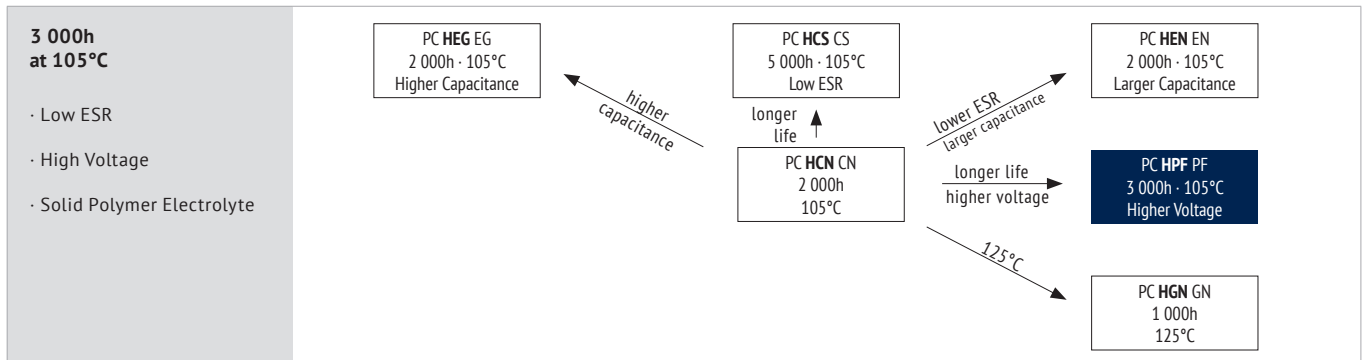 3 000h
at 105°C
· Low ESR
· High Voltage
· Solid Polymer Electrolyte
PC HEG EG
2 000h · 105°C
Higher Capacitance
PC HCS CS
5 000h · 105°C
Low ESR
PC HEN EN
2 000h · 105°C
Larger Capacitance
higher
capacitance
longer
life
lower ESR
larger capacitance
PC HCN CN
2 000h
105°C
longer life
higher voltage
PC HPF PF
3 000h · 105°C
Higher Voltage
125°C
PC HGN GN
1 000h
125°C